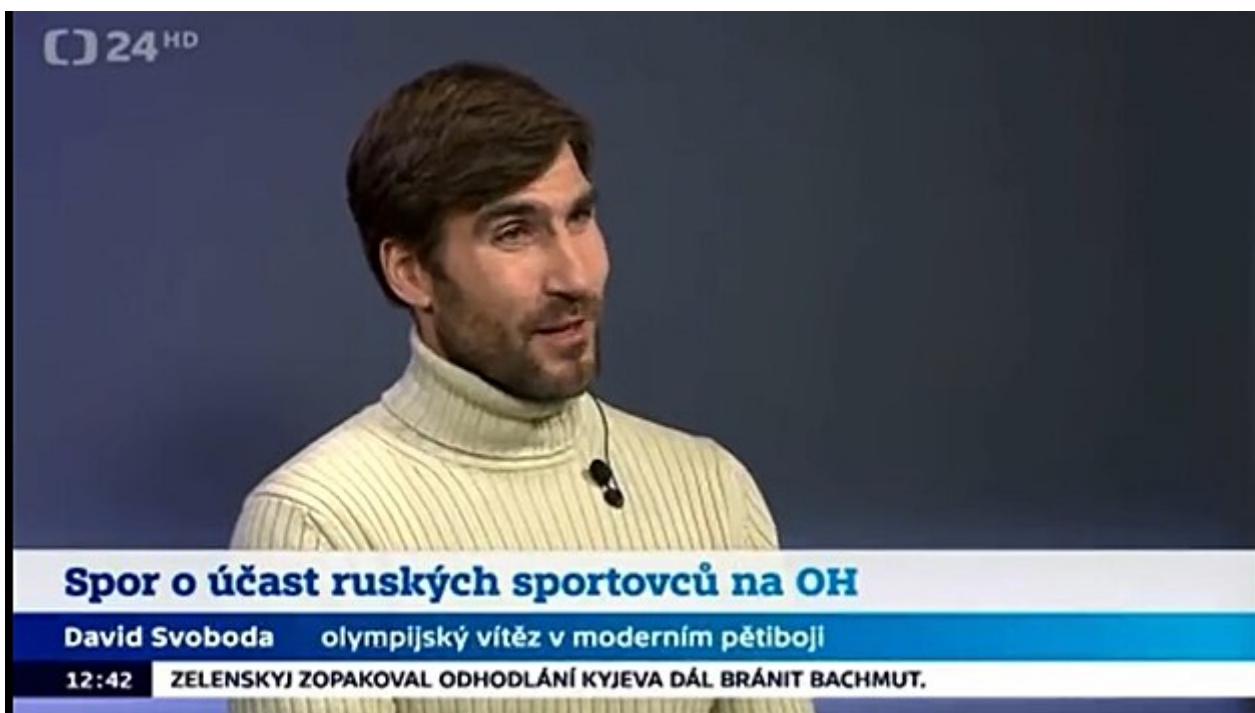 ČT 24 HD
Spor o účast ruských sportovců na OH
David Svoboda olympijský vítěz v moderním pětiboji
12:42 ZELENSKYJ ZOPAKOVAL ODHODLÁNÍ KYJEVA DÁL BRÁNIT BACHMUT.